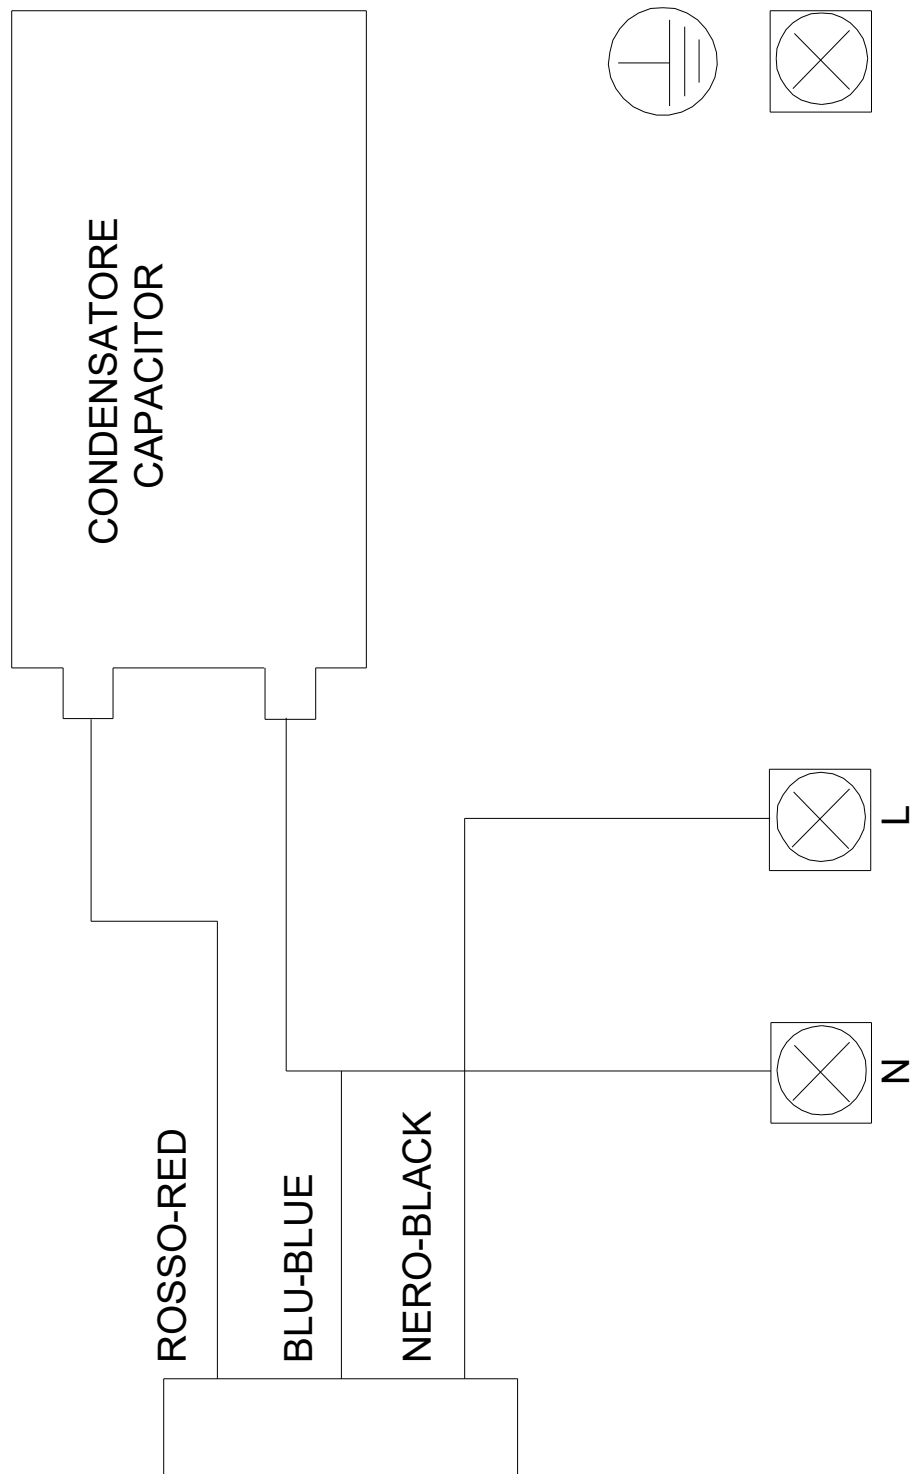 CONDENSATORE
CAPACITOR
ROSSO-RED
BLU-BLUE
NERO-BLACK
L
N